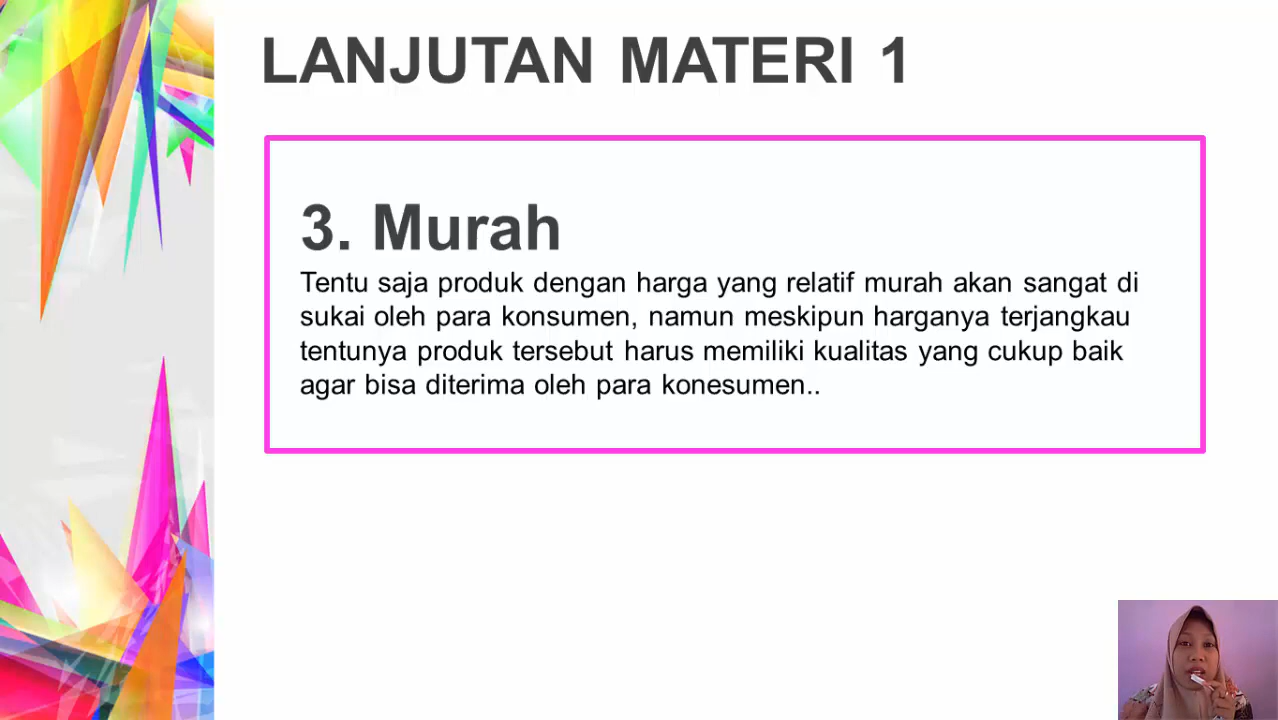 LANJUTAN MATERI 1
3. Murah
Tentu saja produk dengan harga yang relatif murah akan sangat di
sukai oleh para konsumen, namun meskipun harganya terjangkau
tentunya produk tersebut harus memiliki kualitas yang cukup baik
agar bisa diterima oleh para konesumen..